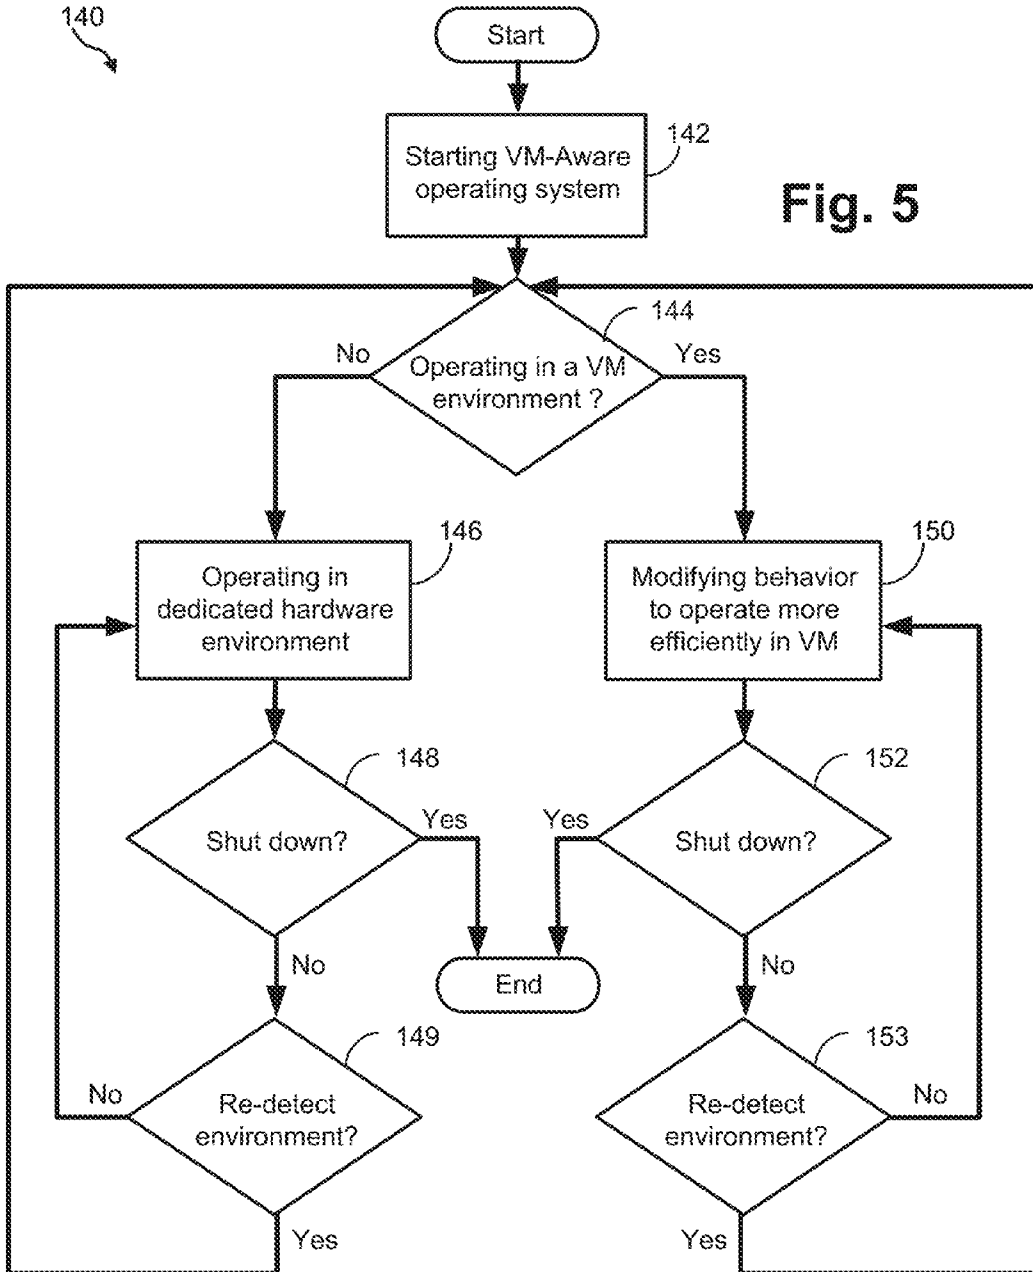 140
Start
Starting VM-Aware
operating system
142
Fig. 5
144
No
Yes
Operating in a VM
environment ?
146
150
Operating in
dedicated hardware
environment
Modifying behavior
to operate more
efficiently in VM
148
152
Shut down?
Yes
Yes
Shut down?
No
End
No
149
153
No
Re-detect
environment?
Re-detect
environment?
No
Yes
Yes